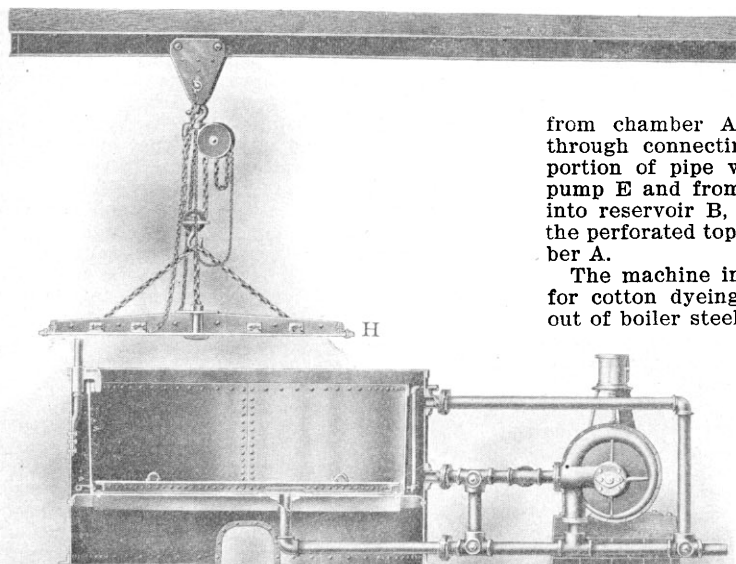 from chamber A
through connectin
portion of pipe v
pump E and from
into reservoir B,
the perforated top
ber A.
The machine in
for cotton dyeing
out of boiler steel
H